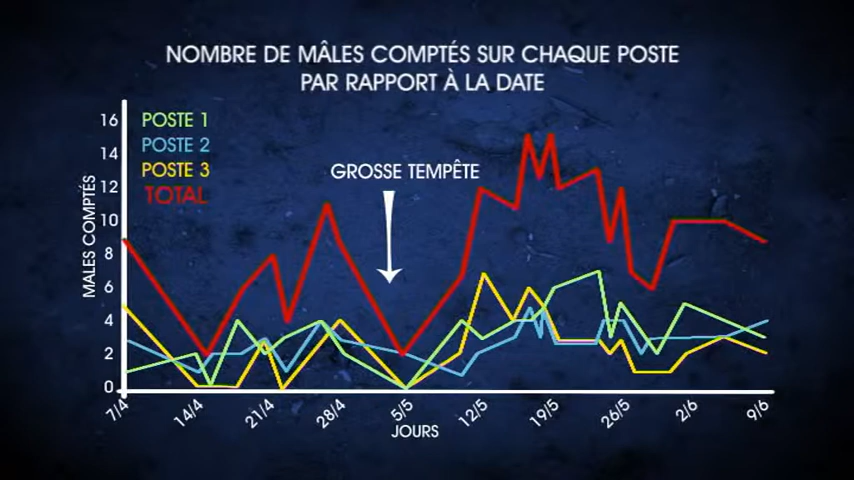 NOMBRE DE MÂLES COMPTÉS SUR CHAQUE POSTE
PAR RAPPORT À LA DATE
POSTE 1
POSTE 2
POSTE 3
TOTAL
GROSSE TEMPÊTE
MALES COMPTÉS
16
14
12
10
8
6
4
2
0
7/4
14/4
21/4
28/4
5/5
12/5
19/5
26/5
2/6
9/6
JOURS